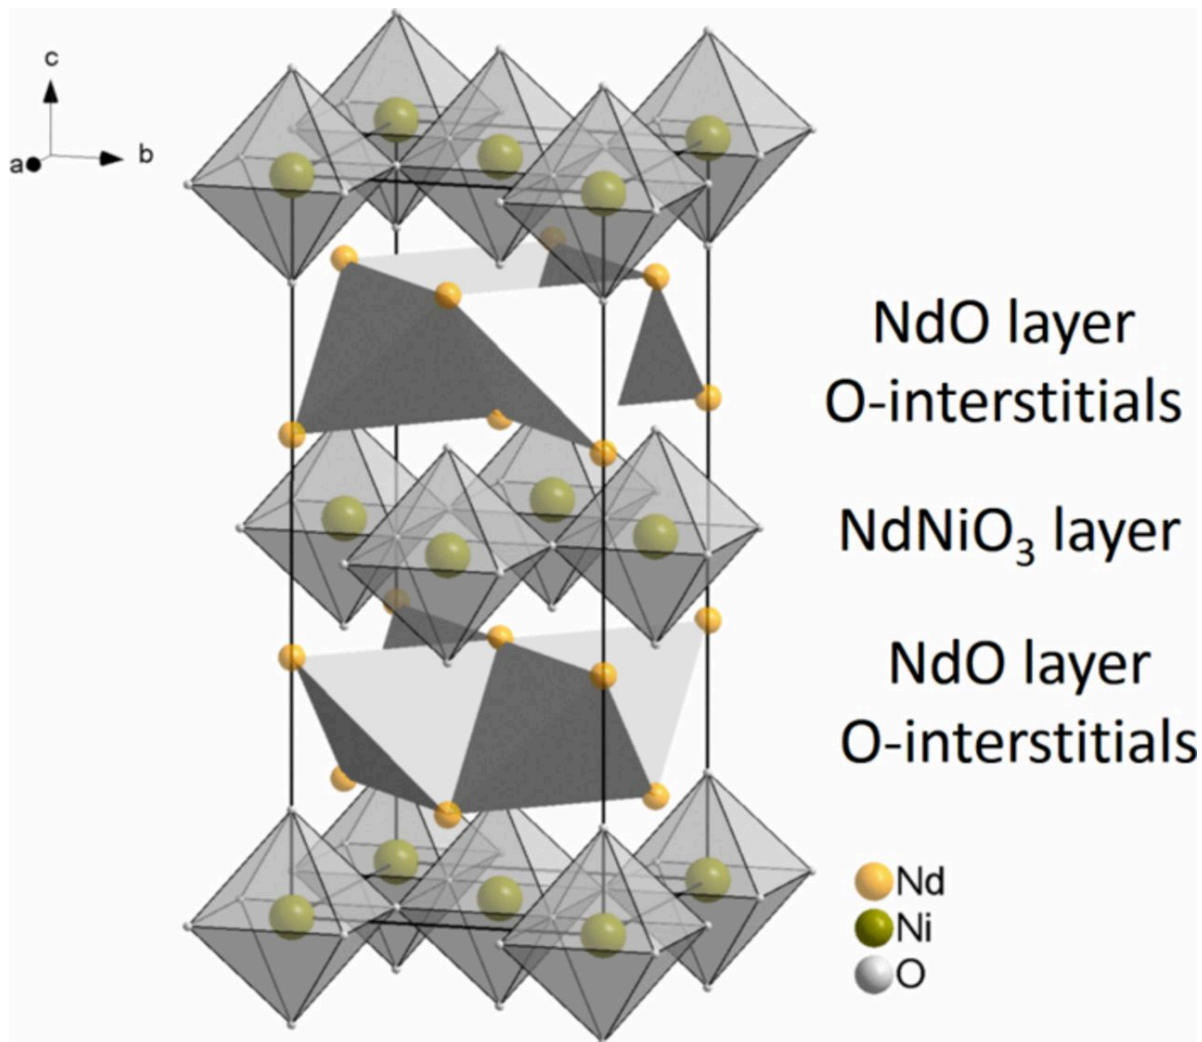 c
a
b
NdO layer
O-interstitials
NdNiO₃ layer
NdO layer
O-interstitials
Nd
Ni
O